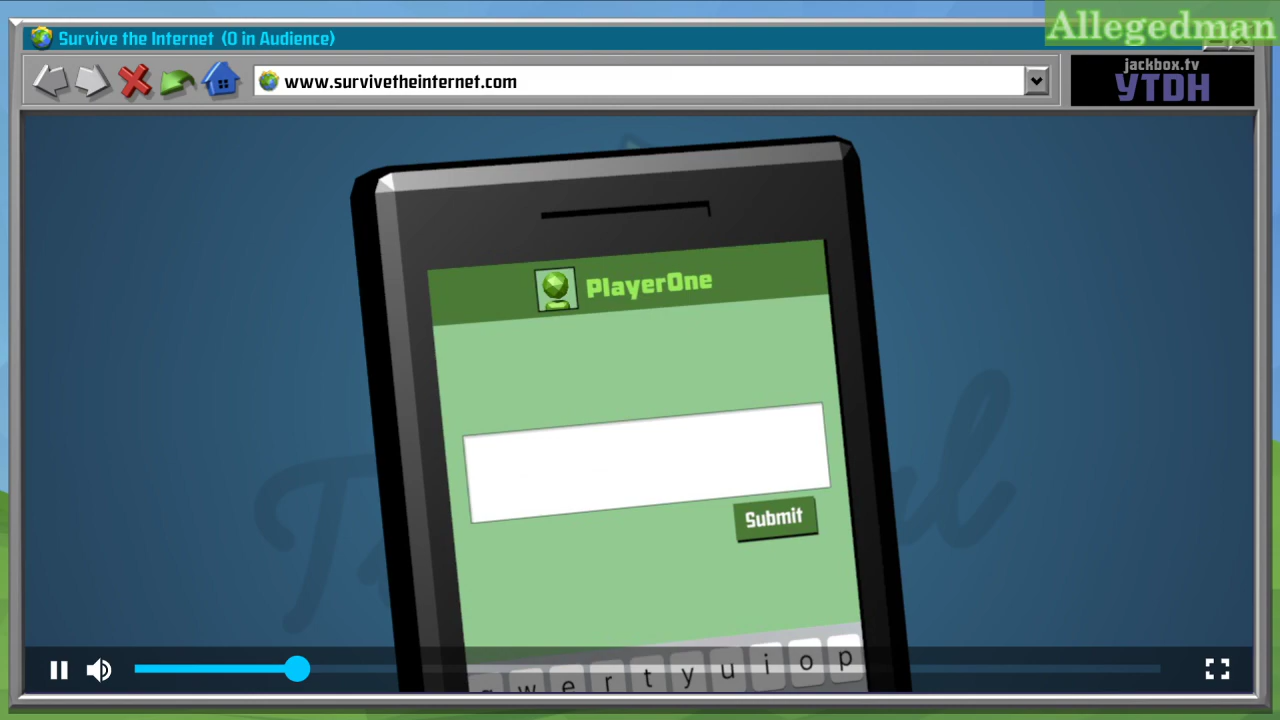 Allegedman
Survive the Internet (0 in Audience)
www.survivetheinternet.com
jackbox.tv
YTDH
PlayerOne
Submit
w e r t y u i o p